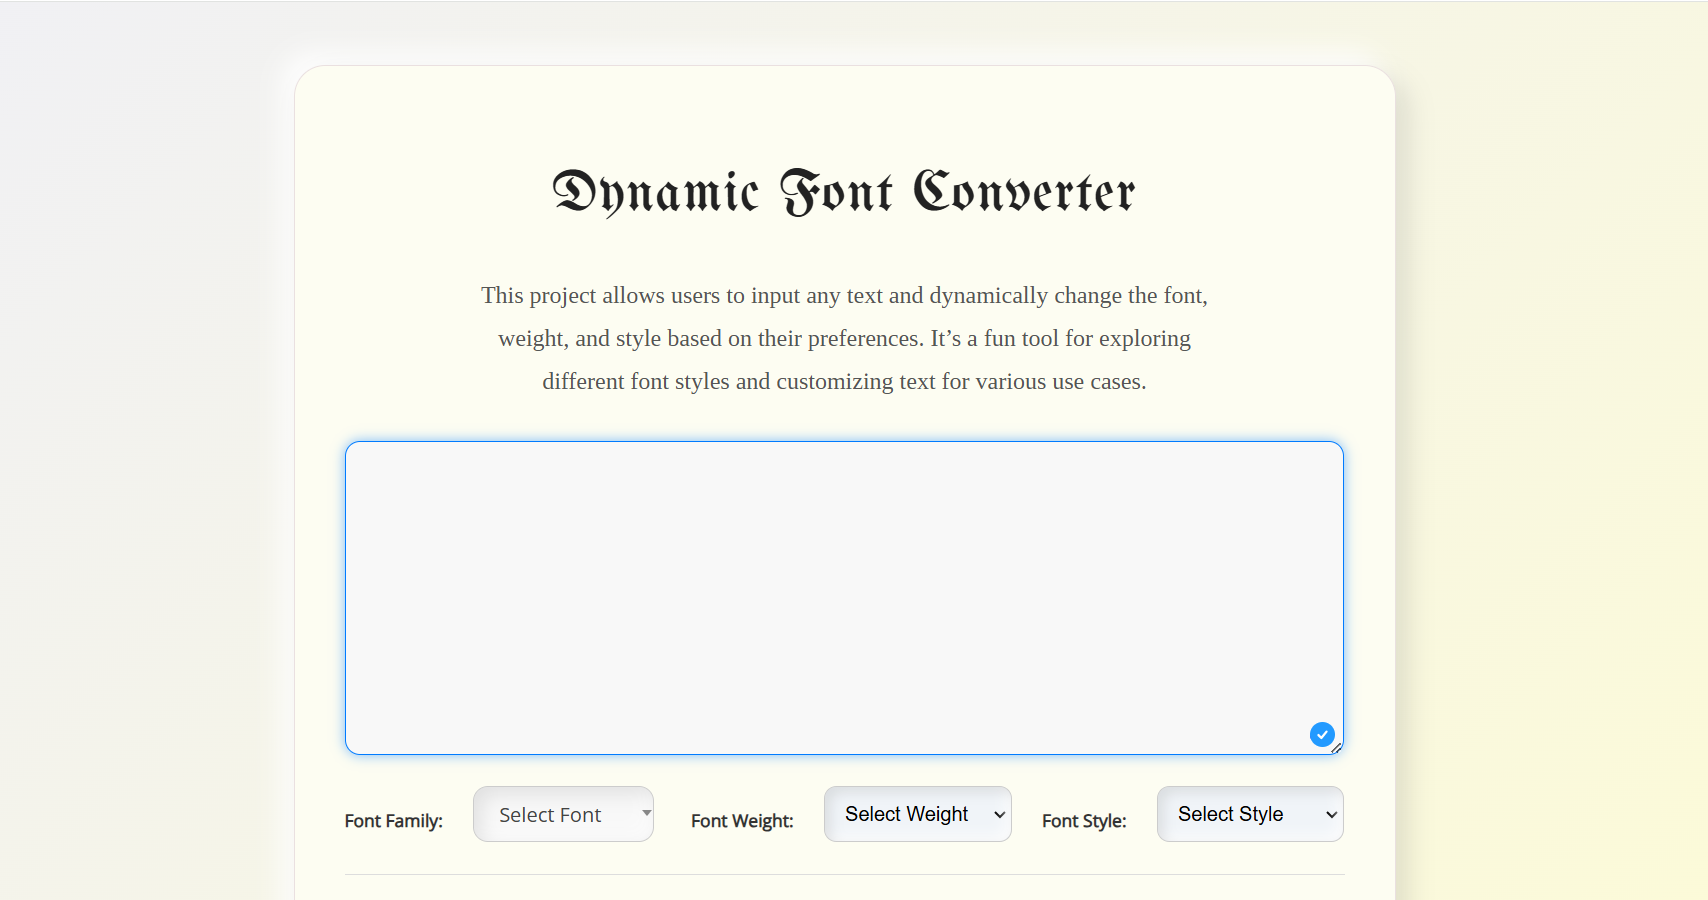 Dynamic Font Converter
This project allows users to input any text and dynamically change the font,
weight, and style based on their preferences. It’s a fun tool for exploring
different font styles and customizing text for various use cases.
Font Family: Select Font Font Weight: Select Weight Font Style: Select Style